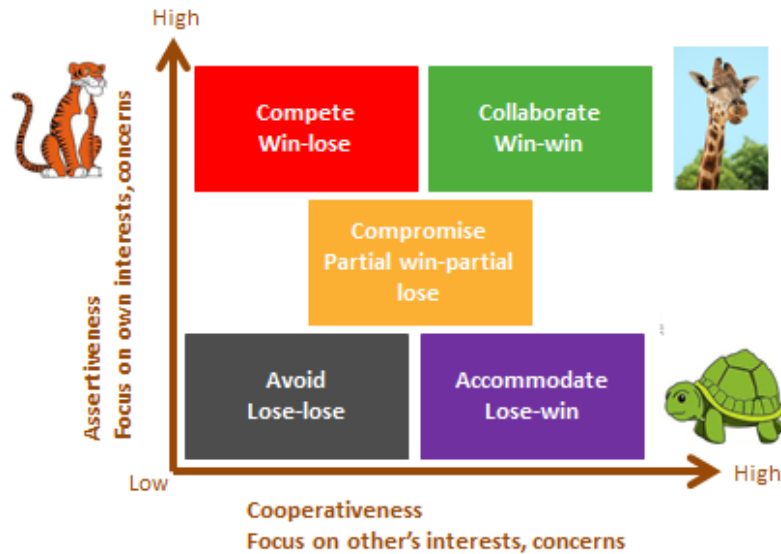 High
Compete
Win-lose
Collaborate
Win-win
Assertiveness
Focus on own interests,concerns
Compromise
Partial win-partial
lose
Avoid
Lose-lose
Accommodate
Lose-win
Low
High
Cooperativeness
Focus on other’s interests, concerns